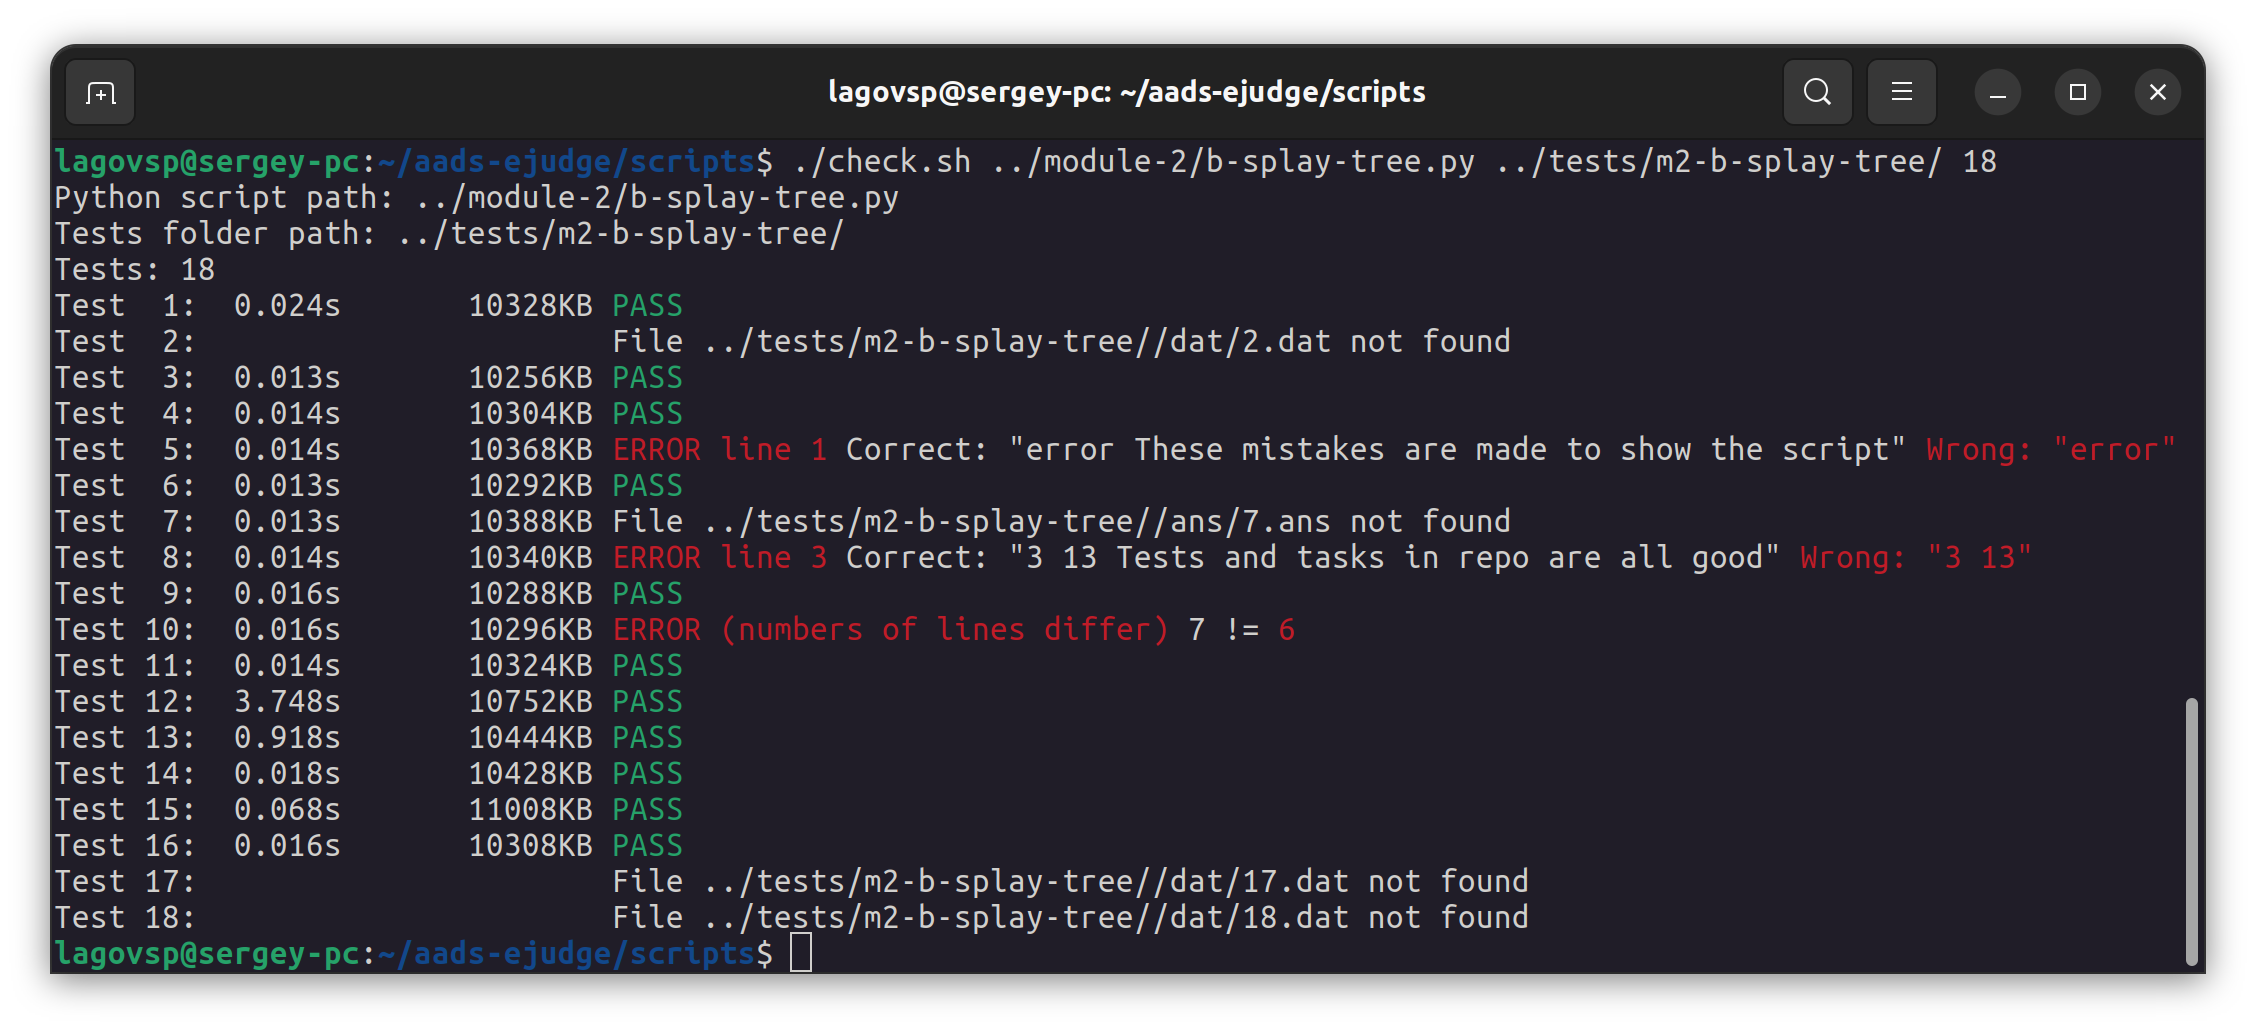 lagovsp@sergey-pc: ~/aads-ejudge/scripts
lagovsp@sergey-pc:~/aads-ejudge/scripts$ ./check.sh ../module-2/b-splay-tree.py ../tests/m2-b-splay-tree/ 18
Python script path: ../module-2/b-splay-tree.py
Tests folder path: ../tests/m2-b-splay-tree/
Tests: 18
Test  1:  0.024s       10328KB PASS
Test  2:                       File ../tests/m2-b-splay-tree//dat/2.dat not found
Test  3:  0.013s       10256KB PASS
Test  4:  0.014s       10304KB PASS
Test  5:  0.014s       10368KB ERROR line 1 Correct: "error These mistakes are made to show the script" Wrong: "error"
Test  6:  0.013s       10292KB PASS
Test  7:  0.013s       10388KB File ../tests/m2-b-splay-tree//ans/7.ans not found
Test  8:  0.014s       10340KB ERROR line 3 Correct: "3 13 Tests and tasks in repo are all good" Wrong: "3 13"
Test  9:  0.016s       10288KB PASS
Test 10:  0.016s       10296KB ERROR (numbers of lines differ) 7 != 6
Test 11:  0.014s       10324KB PASS
Test 12:  3.748s       10752KB PASS
Test 13:  0.918s       10444KB PASS
Test 14:  0.018s       10428KB PASS
Test 15:  0.068s       11008KB PASS
Test 16:  0.016s       10308KB PASS
Test 17:                       File ../tests/m2-b-splay-tree//dat/17.dat not found
Test 18:                       File ../tests/m2-b-splay-tree//dat/18.dat not found
lagovsp@sergey-pc:~/aads-ejudge/scripts$